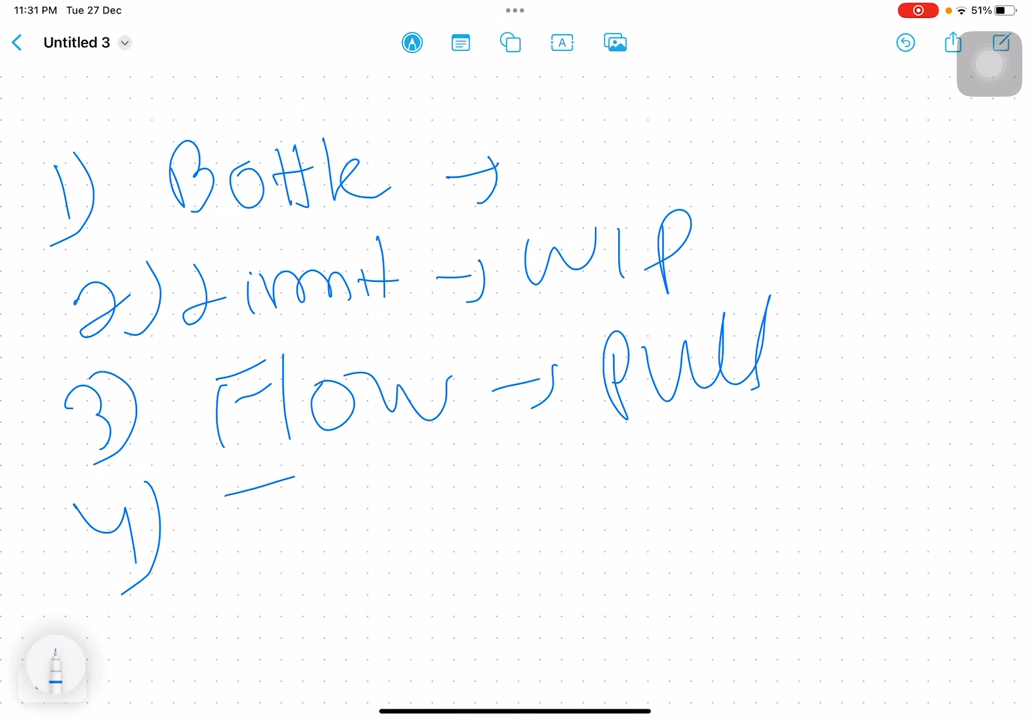 11:31 PM Tue 27 Dec
51%
Untitled 3
A
1) Bottle →
2) Limit → WIP
3) Flow → Pull
4) —